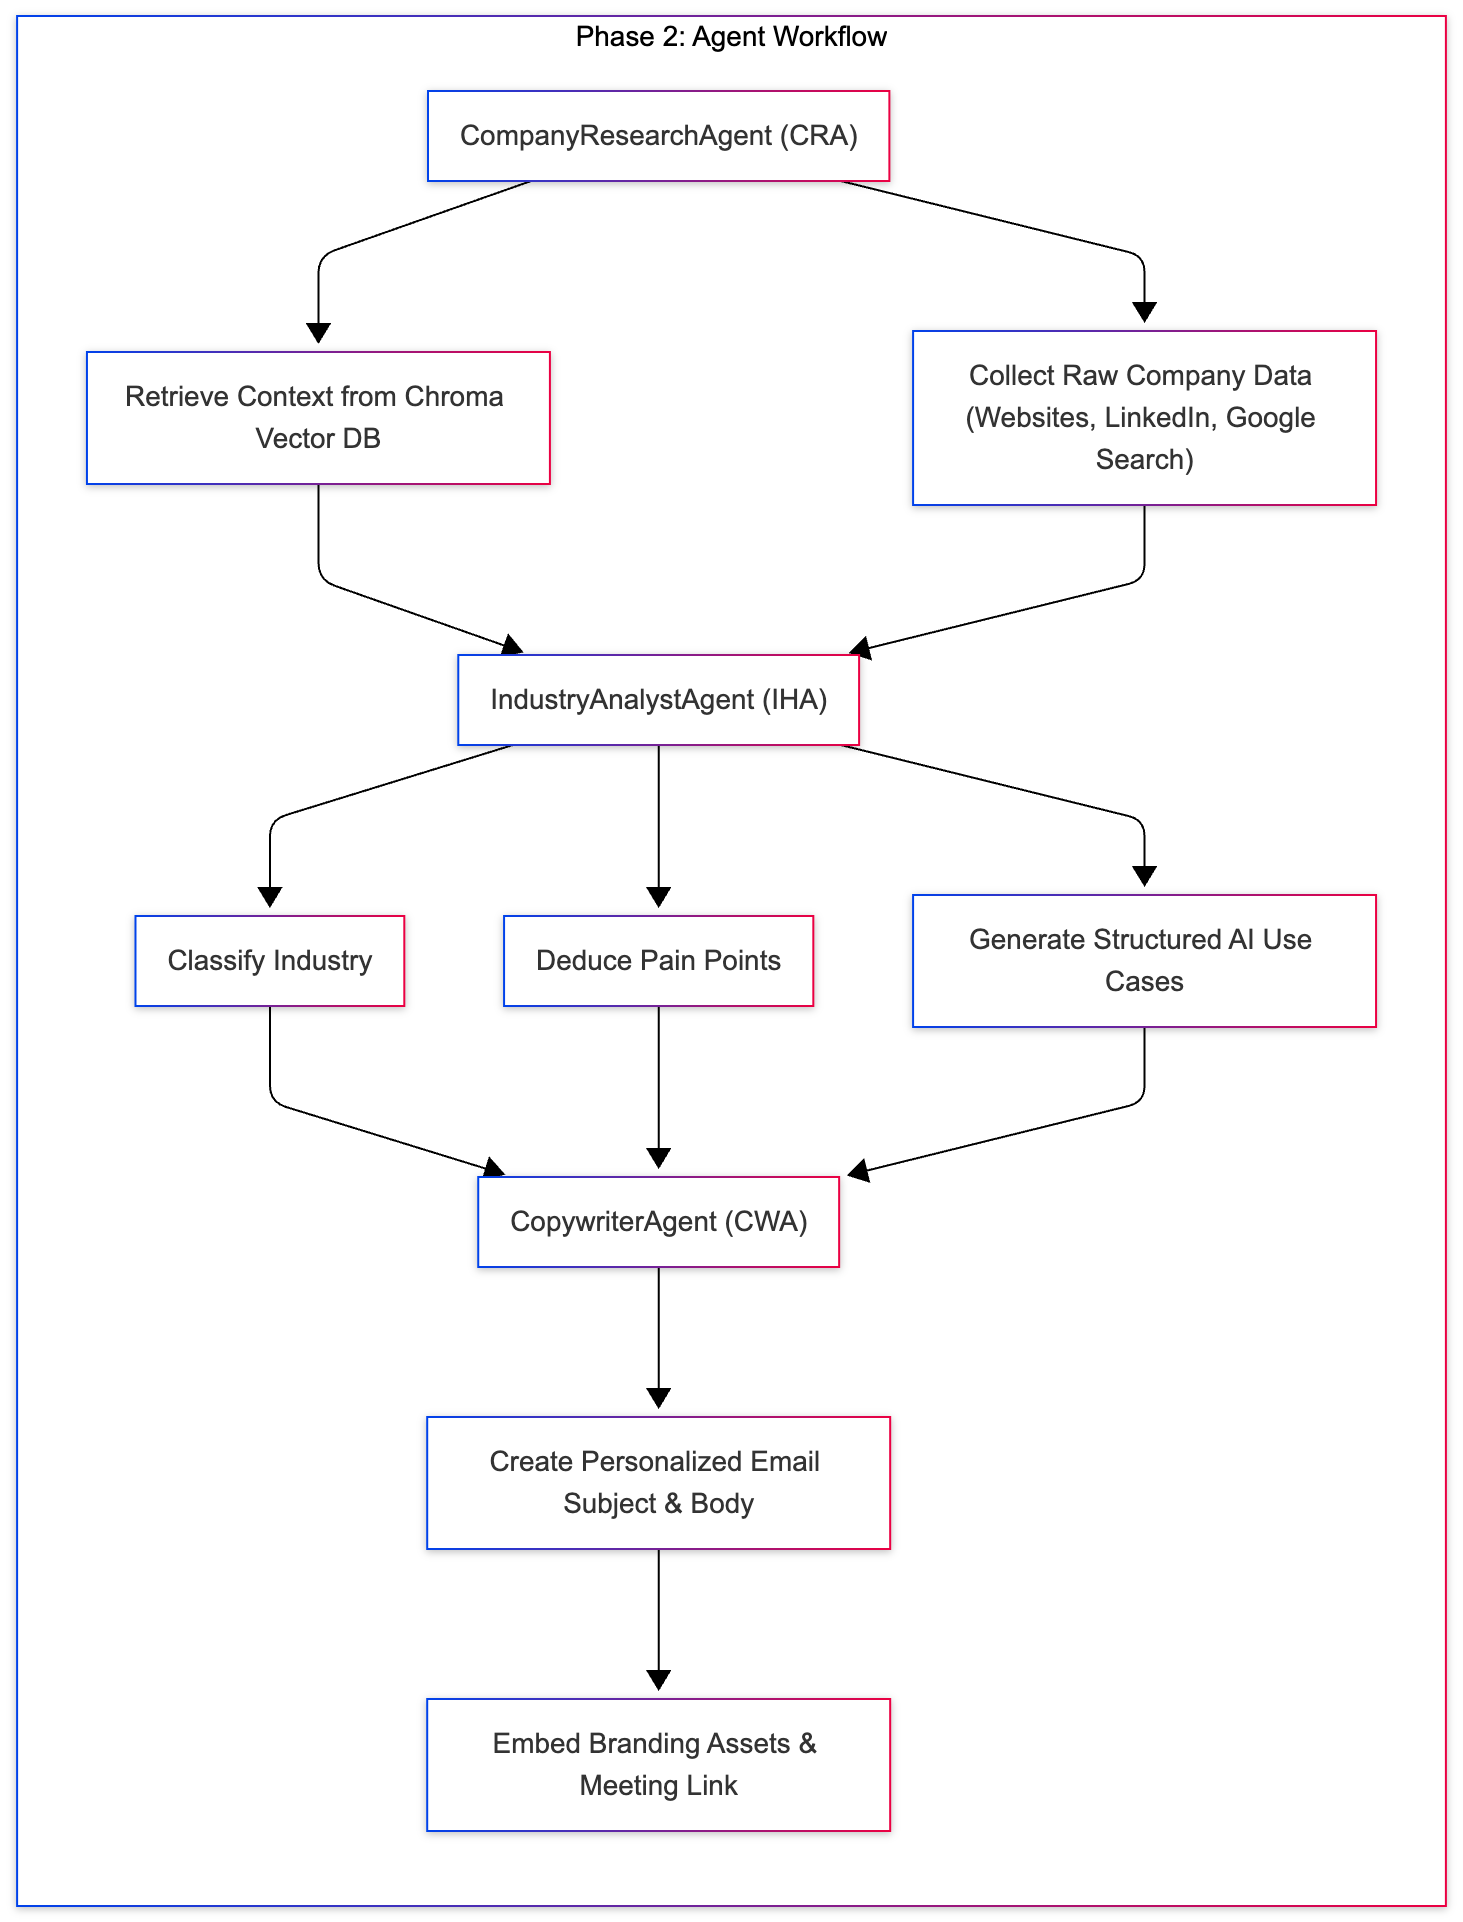 Phase 2: Agent Workflow
CompanyResearchAgent (CRA)
Retrieve Context from Chroma
Vector DB
Collect Raw Company Data
(Websites, LinkedIn, Google
Search)
IndustryAnalystAgent (IHA)
Classify Industry
Deduce Pain Points
Generate Structured AI Use
Cases
CopywriterAgent (CWA)
Create Personalized Email
Subject & Body
Embed Branding Assets &
Meeting Link